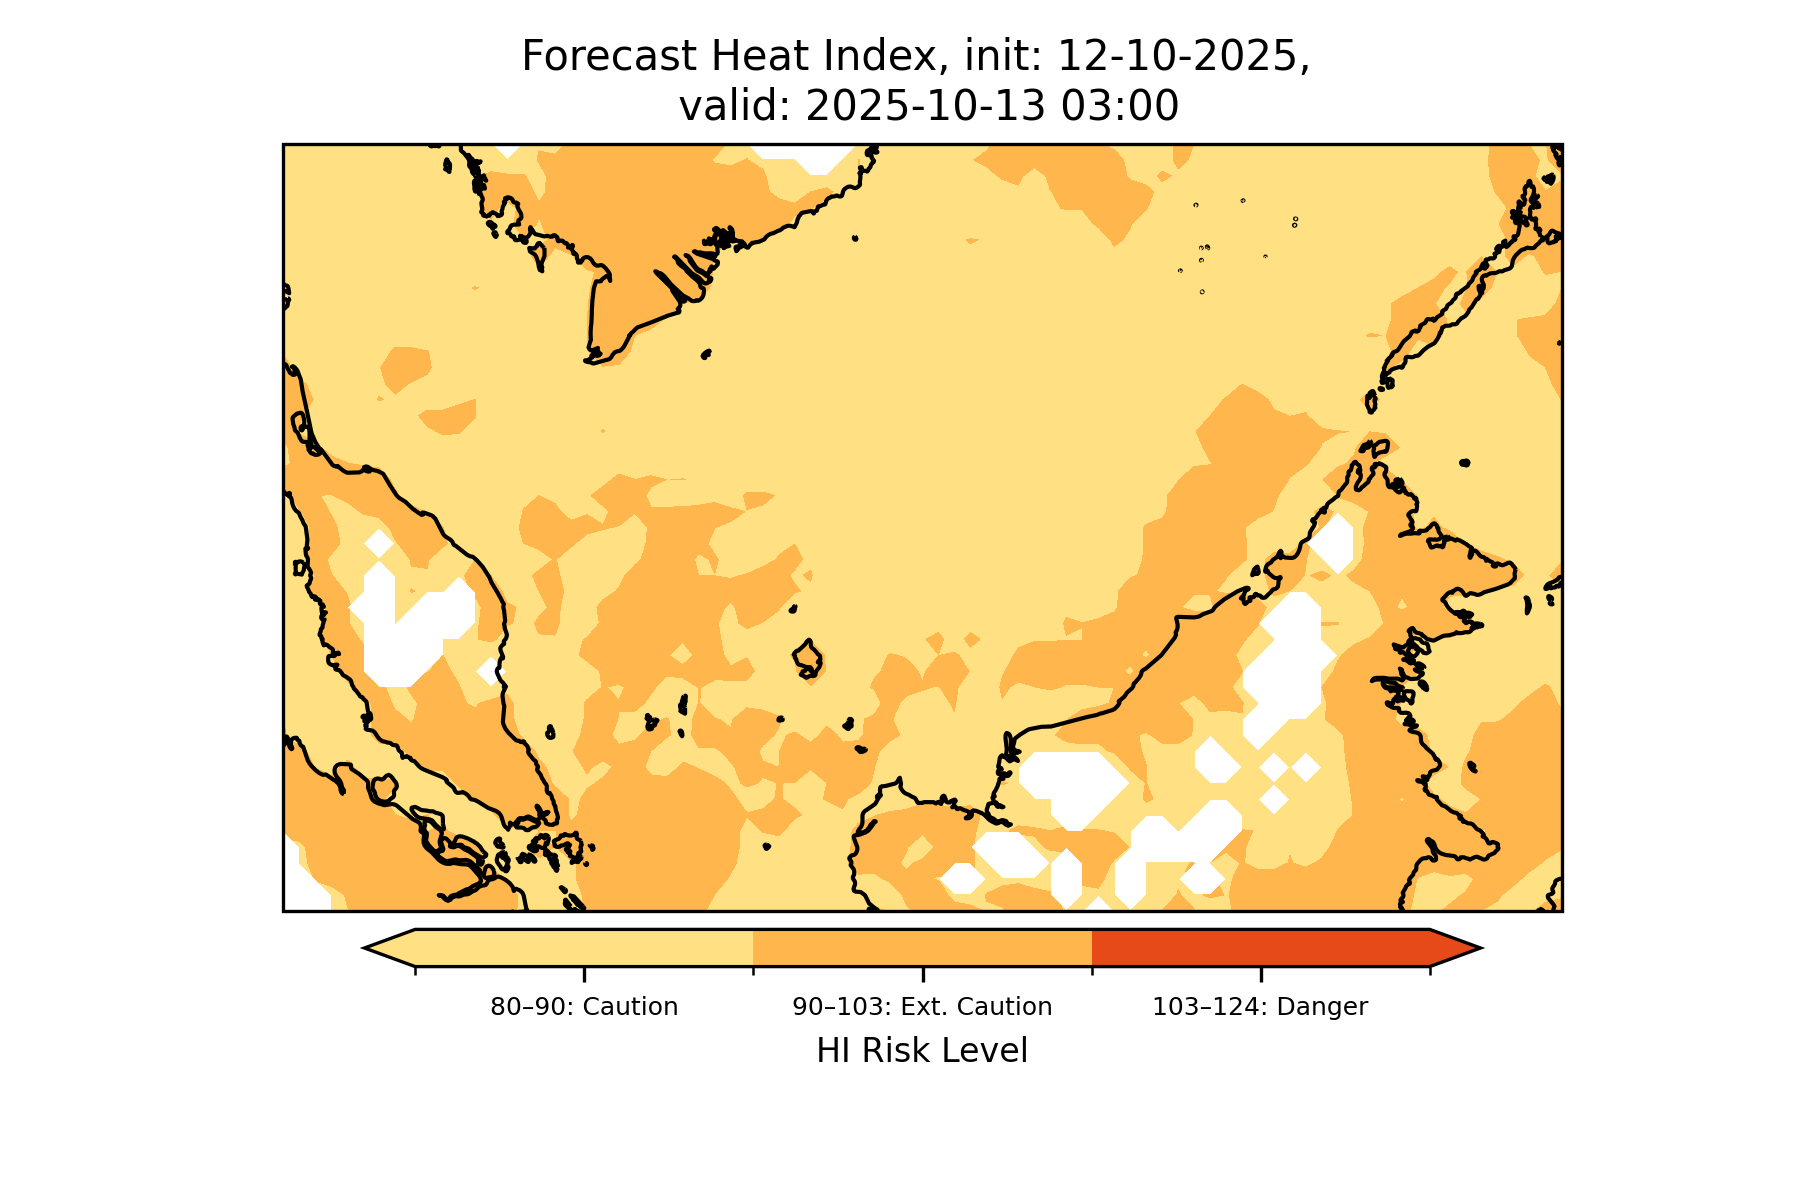 Forecast Heat Index, init: 12-10-2025,
valid: 2025-10-13 03:00
80–90: Caution
90–103: Ext. Caution
103–124: Danger
HI Risk Level